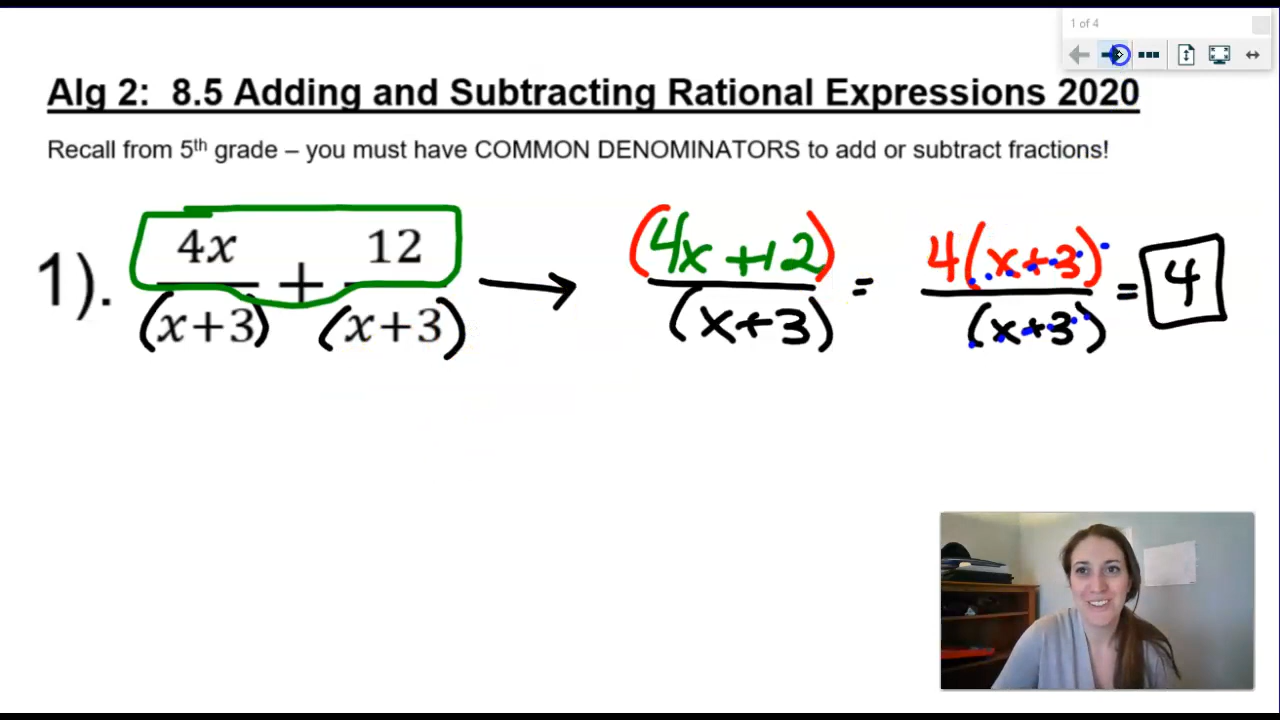 1 of 4
Alg 2: 8.5 Adding and Subtracting Rational Expressions 2020
Recall from 5th grade – you must have COMMON DENOMINATORS to add or subtract fractions!
4x 12 (4x +12) 4(x+3)
1). + → = = 4
(x+3) (x+3) (x+3) (x+3)